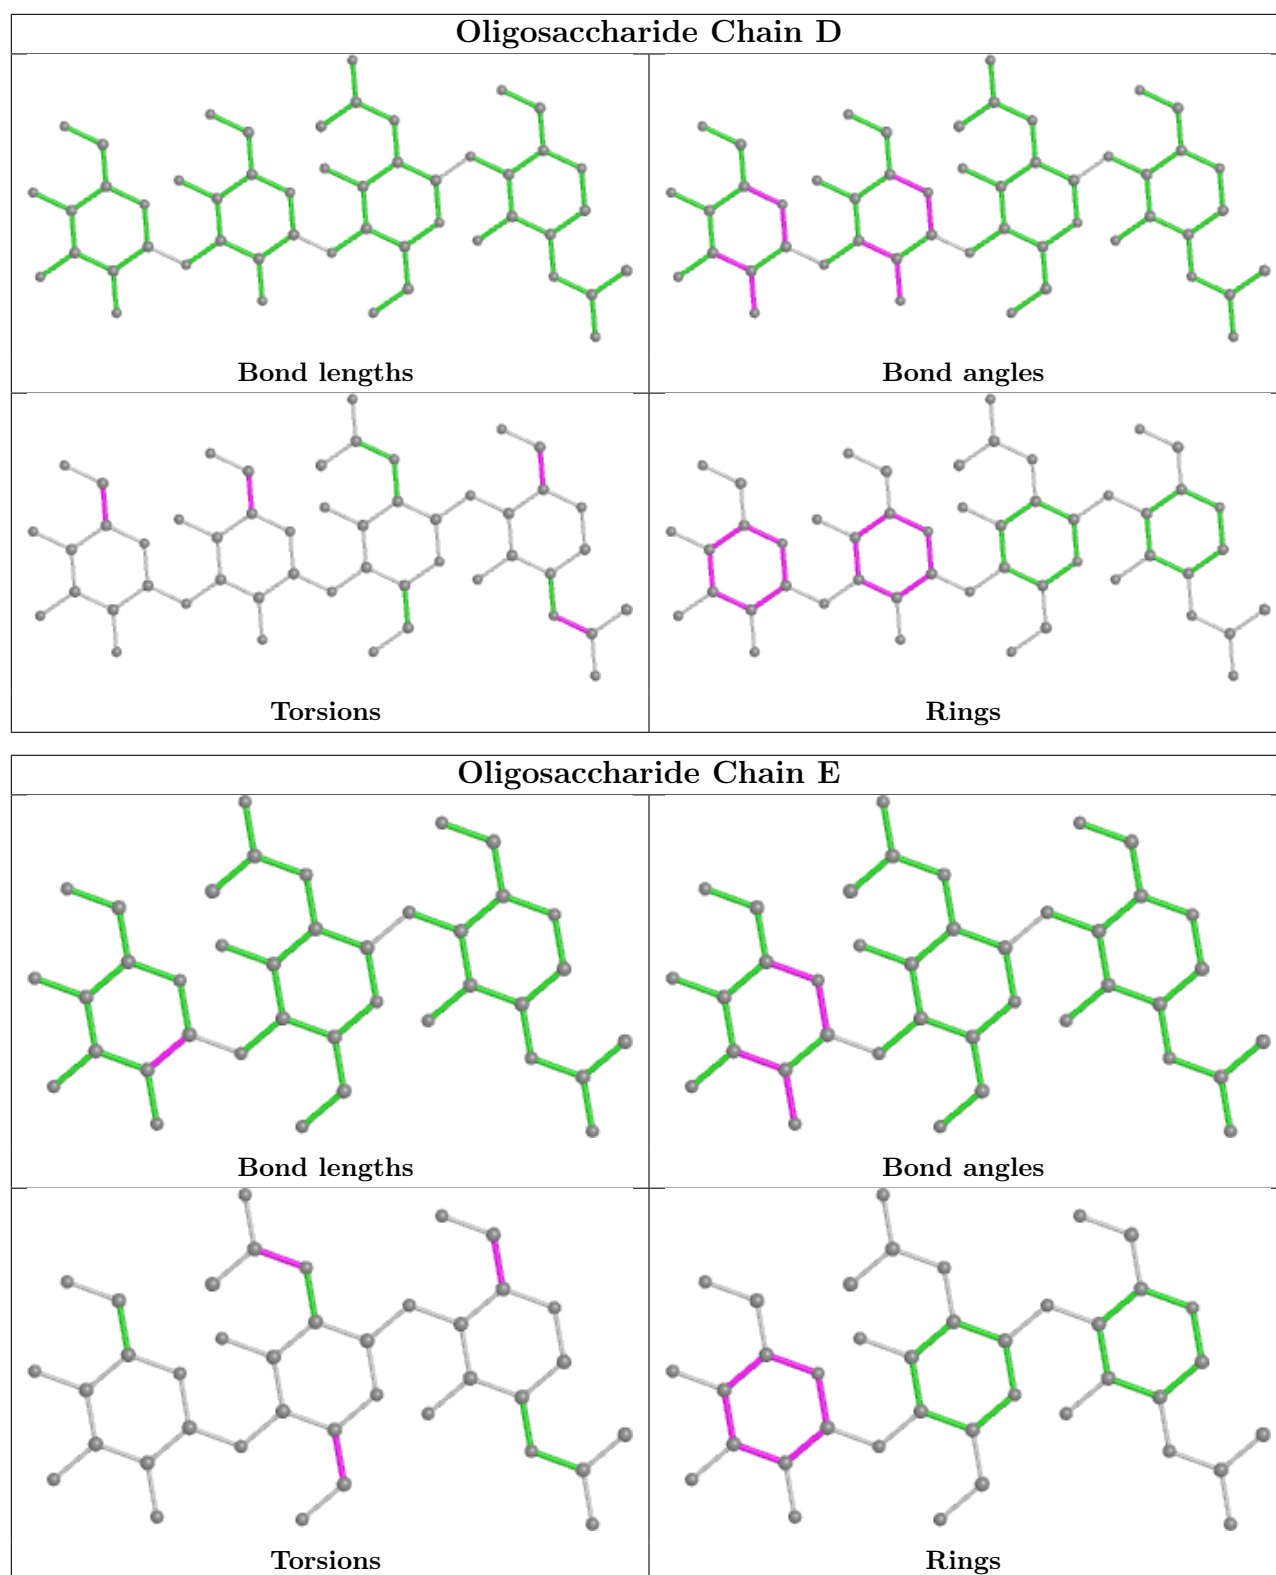 Oligosaccharide Chain D
Bond lengths
Bond angles
Torsions
Rings
Oligosaccharide Chain E
Bond lengths
Bond angles
Torsions
Rings